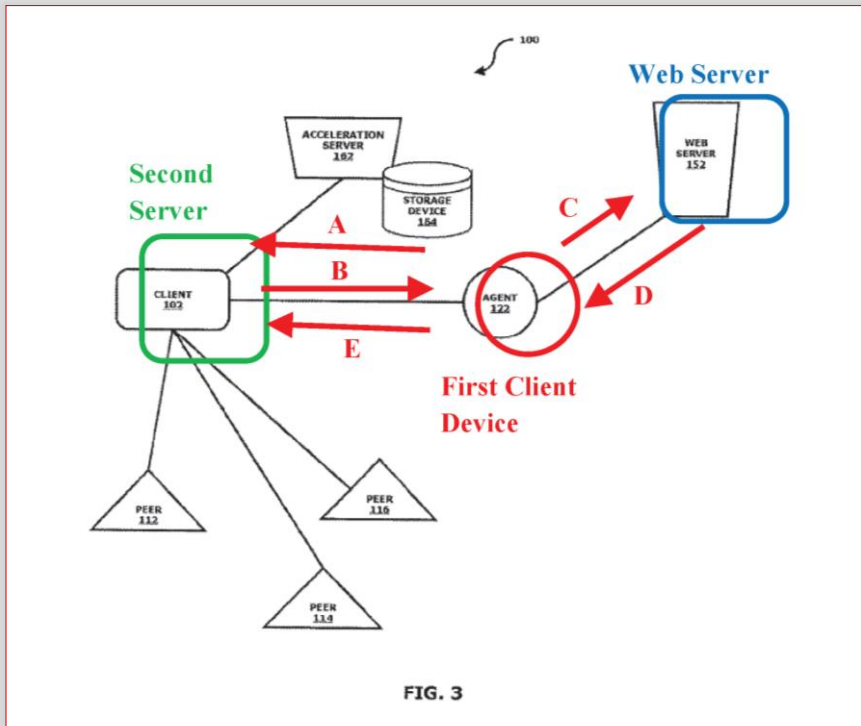 100
Web Server
ACCELERATION
SERVER
162
WEB
SERVER
152
Second
Server
STORAGE
DEVICE
164
C
A
B
CLIENT
102
AGENT
122
D
E
First Client
Device
PEER
112
PEER
116
PEER
114
FIG. 3